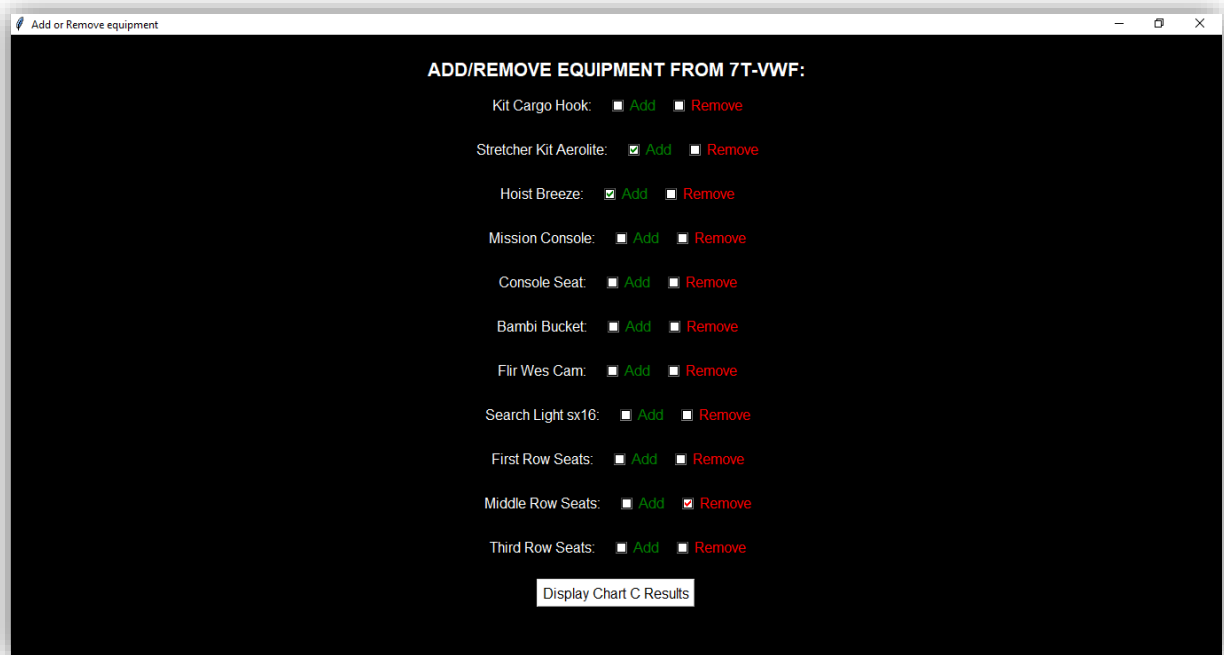 Add or Remove equipment
ADD/REMOVE EQUIPMENT FROM 7T-VWF:
Kit Cargo Hook: Add Remove
Stretcher Kit Aerolite: Add Remove
Hoist Breeze: Add Remove
Mission Console: Add Remove
Console Seat: Add Remove
Bambi Bucket: Add Remove
Flir Wes Cam: Add Remove
Search Light sx16: Add Remove
First Row Seats: Add Remove
Middle Row Seats: Add Remove
Third Row Seats: Add Remove
Display Chart C Results